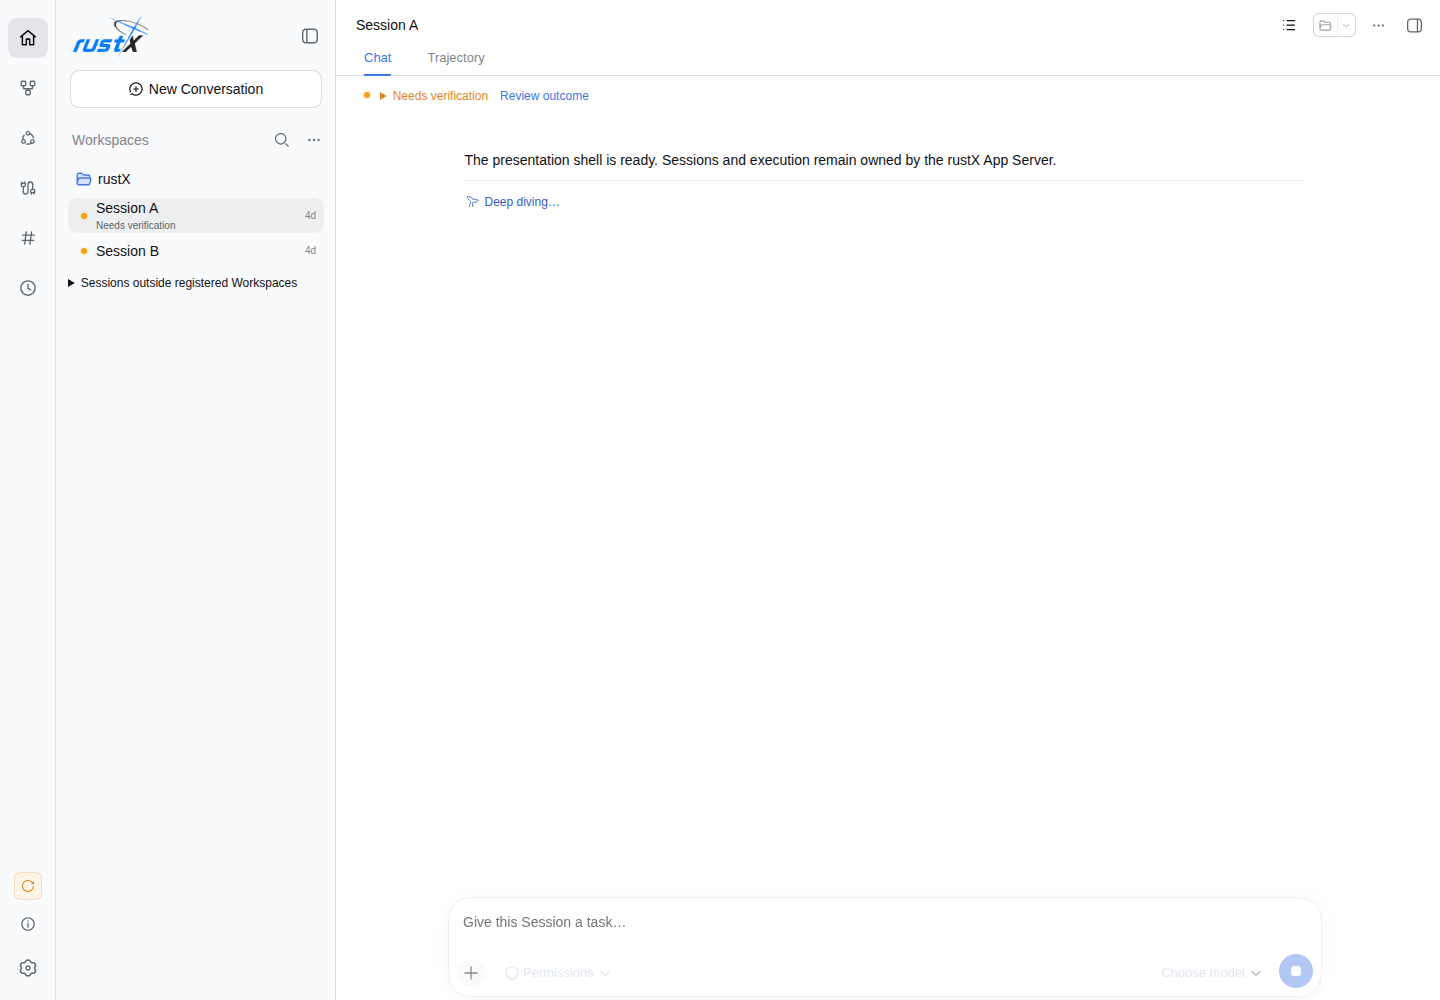 rustX
New Conversation
Workspaces
rustX
Session A
4d
Needs verification
Session B
4d
Sessions outside registered Workspaces
Session A
Chat
Trajectory
Needs verification
Review outcome
The presentation shell is ready. Sessions and execution remain owned by the rustX App Server.
Deep diving…
Give this Session a task…
Permissions
Choose model